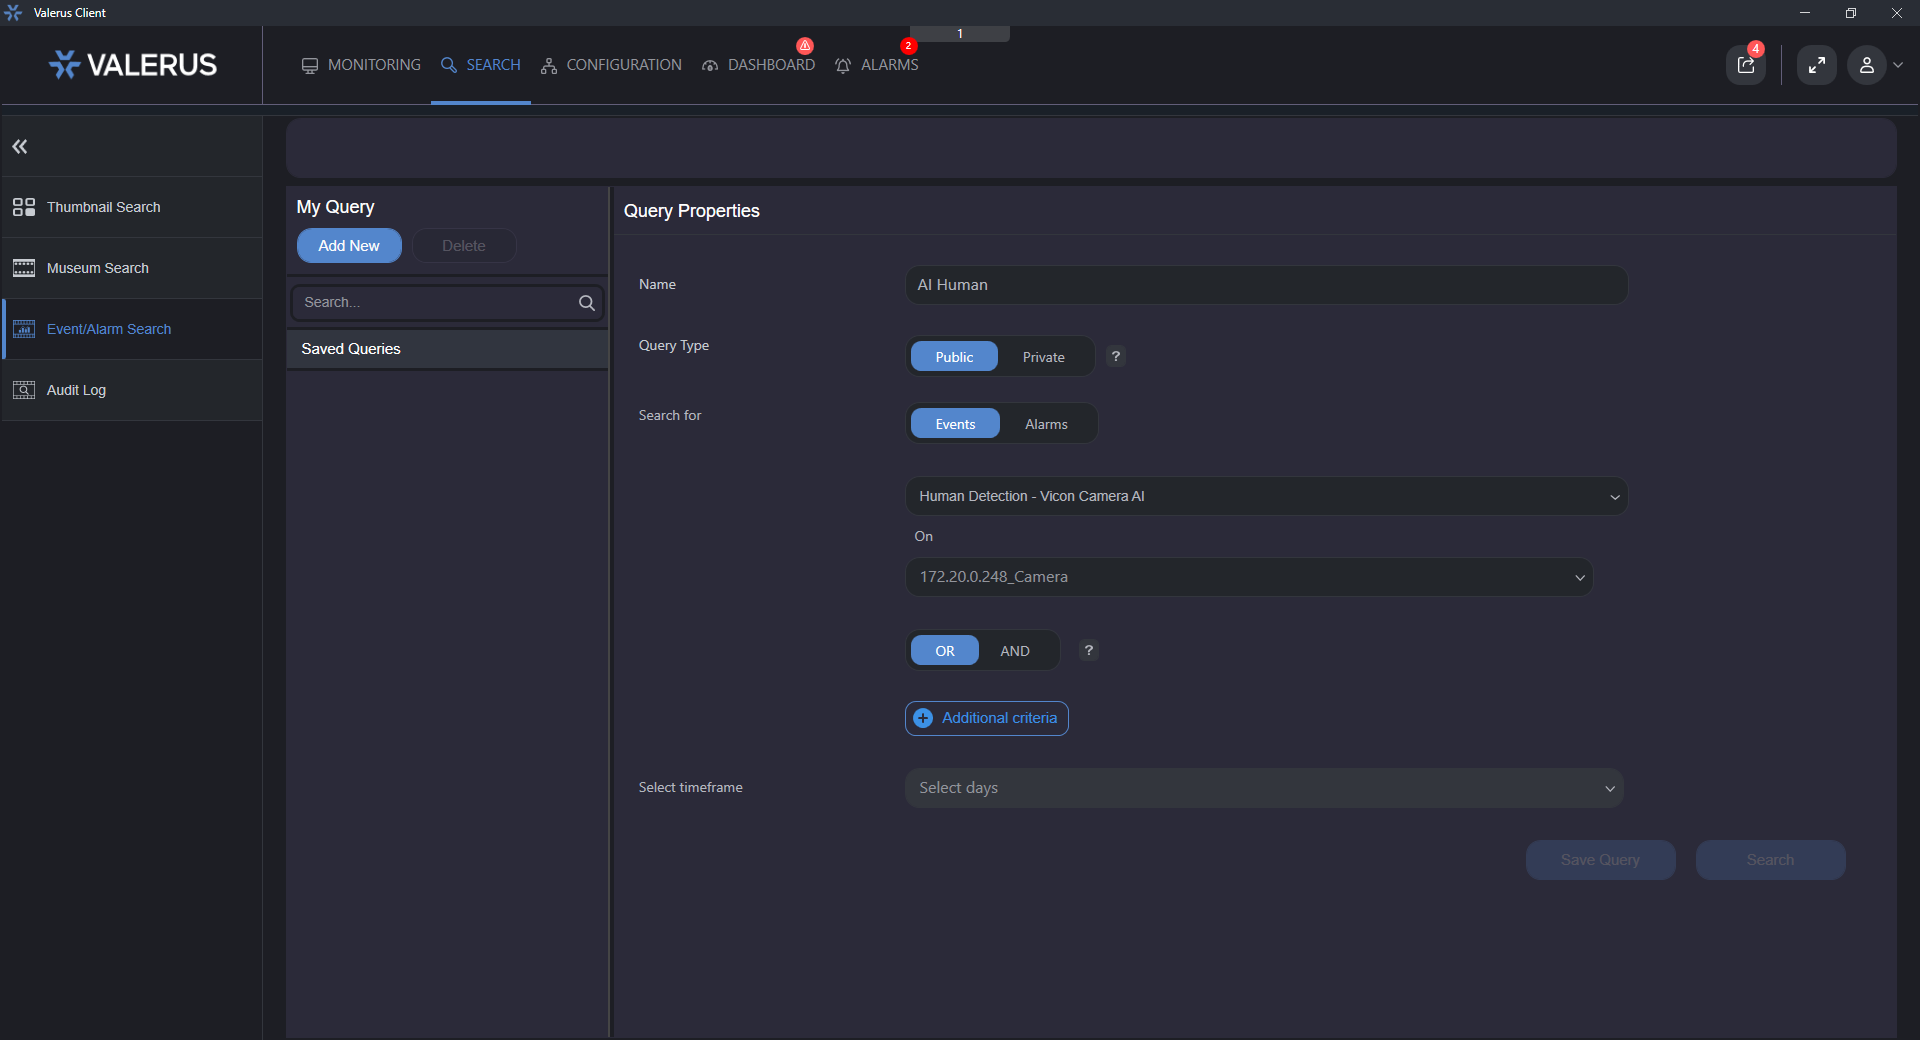 Valerus Client
1
VALERUS
MONITORING
SEARCH
CONFIGURATION
DASHBOARD
2
ALARMS
4
Thumbnail Search
Museum Search
Event/Alarm Search
Audit Log
My Query
Add New
Delete
Search...
Saved Queries
Query Properties
Name
AI Human
Query Type
Public
Private
?
Search for
Events
Alarms
Human Detection - Vicon Camera AI
On
172.20.0.248_Camera
OR
AND
?
Additional criteria
Select timeframe
Select days
Save Query
Search